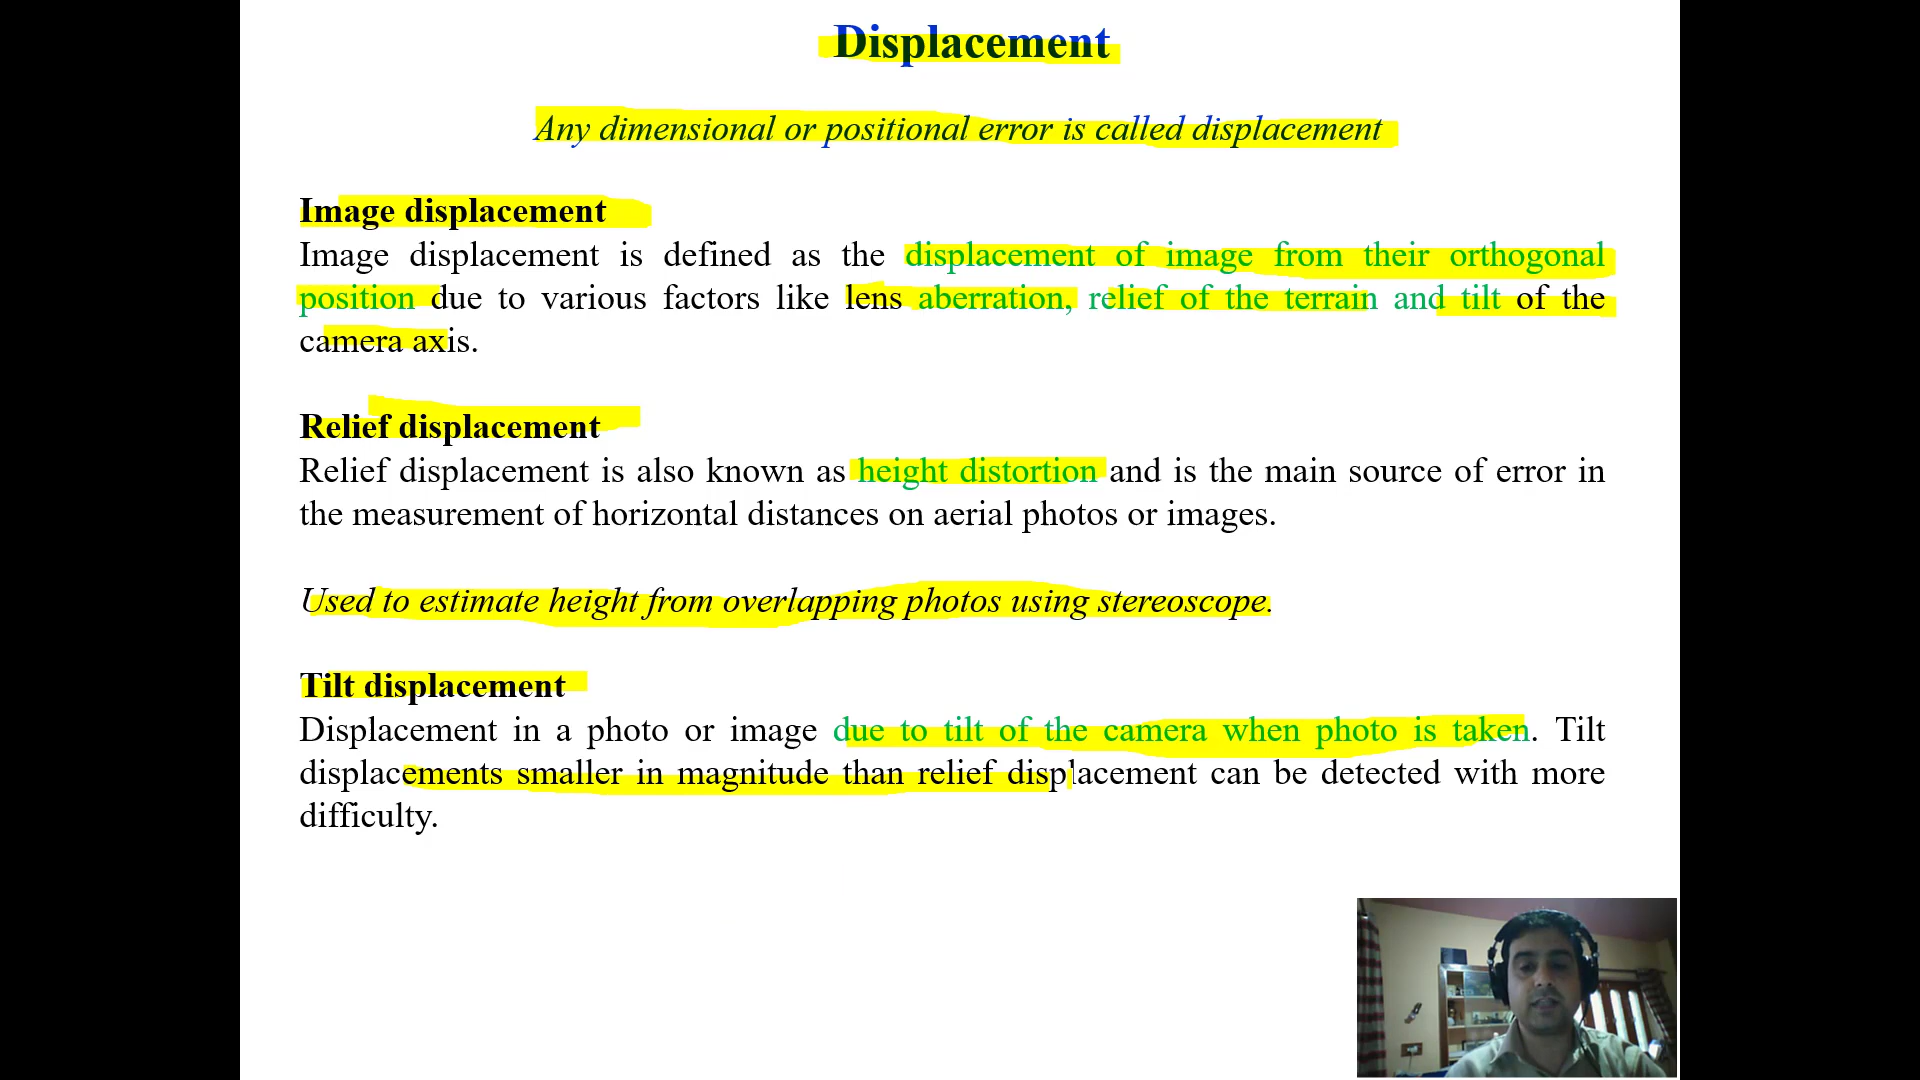 Displacement
Any dimensional or positional error is called displacement
Image displacement
Image displacement is defined as the displacement of image from their orthogonal
position due to various factors like lens aberration, relief of the terrain and tilt of the
camera axis.
Relief displacement
Relief displacement is also known as height distortion and is the main source of error in
the measurement of horizontal distances on aerial photos or images.
Used to estimate height from overlapping photos using stereoscope.
Tilt displacement
Displacement in a photo or image due to tilt of the camera when photo is taken. Tilt
displacements smaller in magnitude than relief displacement can be detected with more
difficulty.